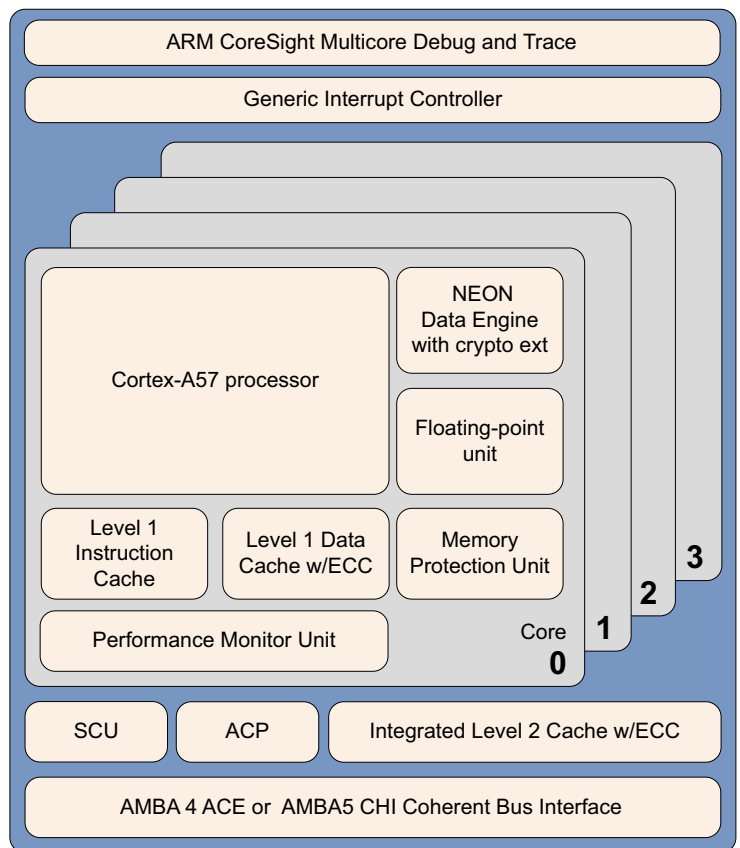 ARM CoreSight Multicore Debug and Trace
Generic Interrupt Controller
Cortex-A57 processor
NEON
Data Engine
with crypto ext
Floating-point
unit
Level 1
Instruction
Cache
Level 1 Data
Cache w/ECC
Memory
Protection Unit
Performance Monitor Unit
Core
0
1
2
3
SCU
ACP
Integrated Level 2 Cache w/ECC
AMBA 4 ACE or AMBA5 CHI Coherent Bus Interface